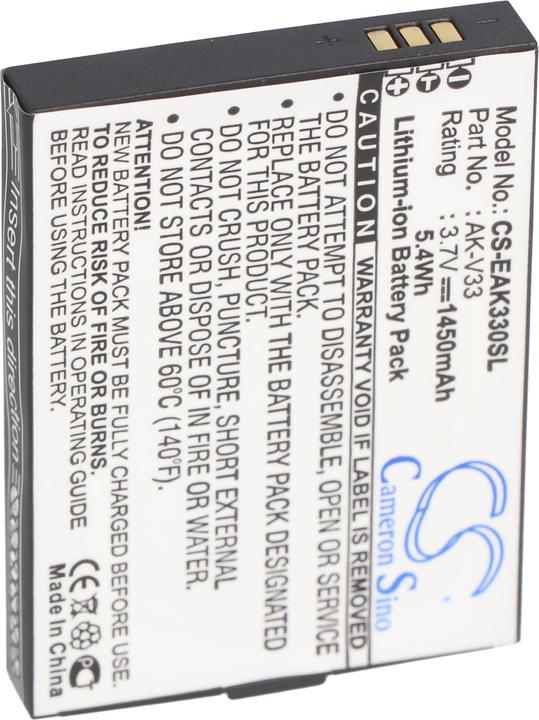 Model No.: CS-EAK330SL
Part No. : AK-V33
Rating : 3.7V 1450mAh
5.4Wh
Lithium-ion Battery Pack
CS
Cameron Sino
CAUTION WARRANTY VOID IF LABEL IS REMOVED
• DO NOT ATTEMPT TO DISASSEMBLE, OPEN OR SERVICE
THE BATTERY PACK.
• REPLACE ONLY WITH A BATTERY PACK DESIGNATED
FOR THIS PRODUCT.
• DO NOT PUNCTURE, SHORT EXTERNAL
CONTACTS OR DISPOSE OF IN FIRE OR WATER.
• DO NOT EXPOSE ABOVE 60°C (140°F).
ATTENTION!
NEW BATTERY PACK MUST BE FULLY CHARGED BEFORE USE.
TO REDUCE RISK OF FIRE OR BURNS.
READ INSTRUCTIONS IN OPERATING GUIDE
BEFORE USING.
CE
Made In China
Insert this direction